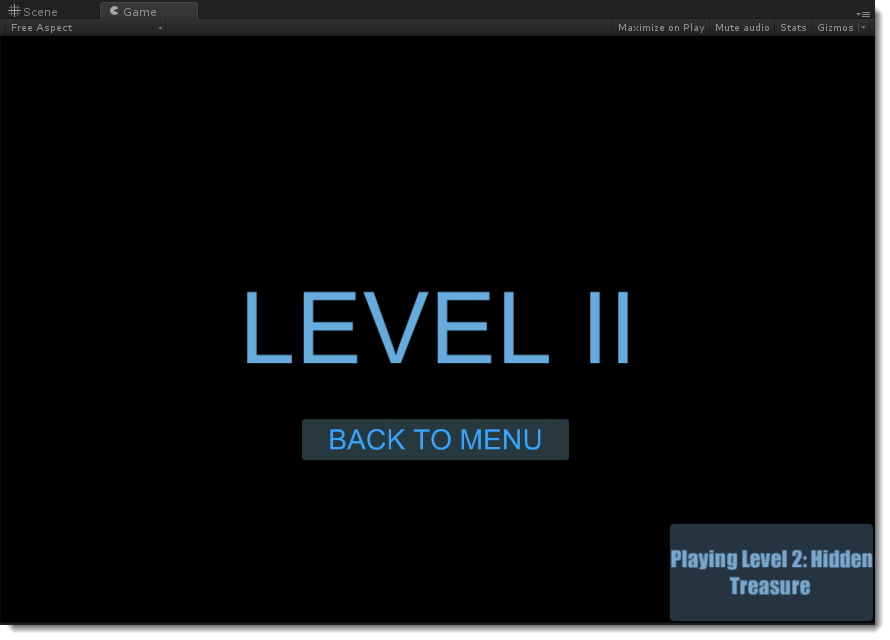 Scene
Game
Free Aspect
Maximize on Play
Mute audio
Stats
Gizmos
LEVEL II
BACK TO MENU
Playing Level 2: Hidden
Treasure